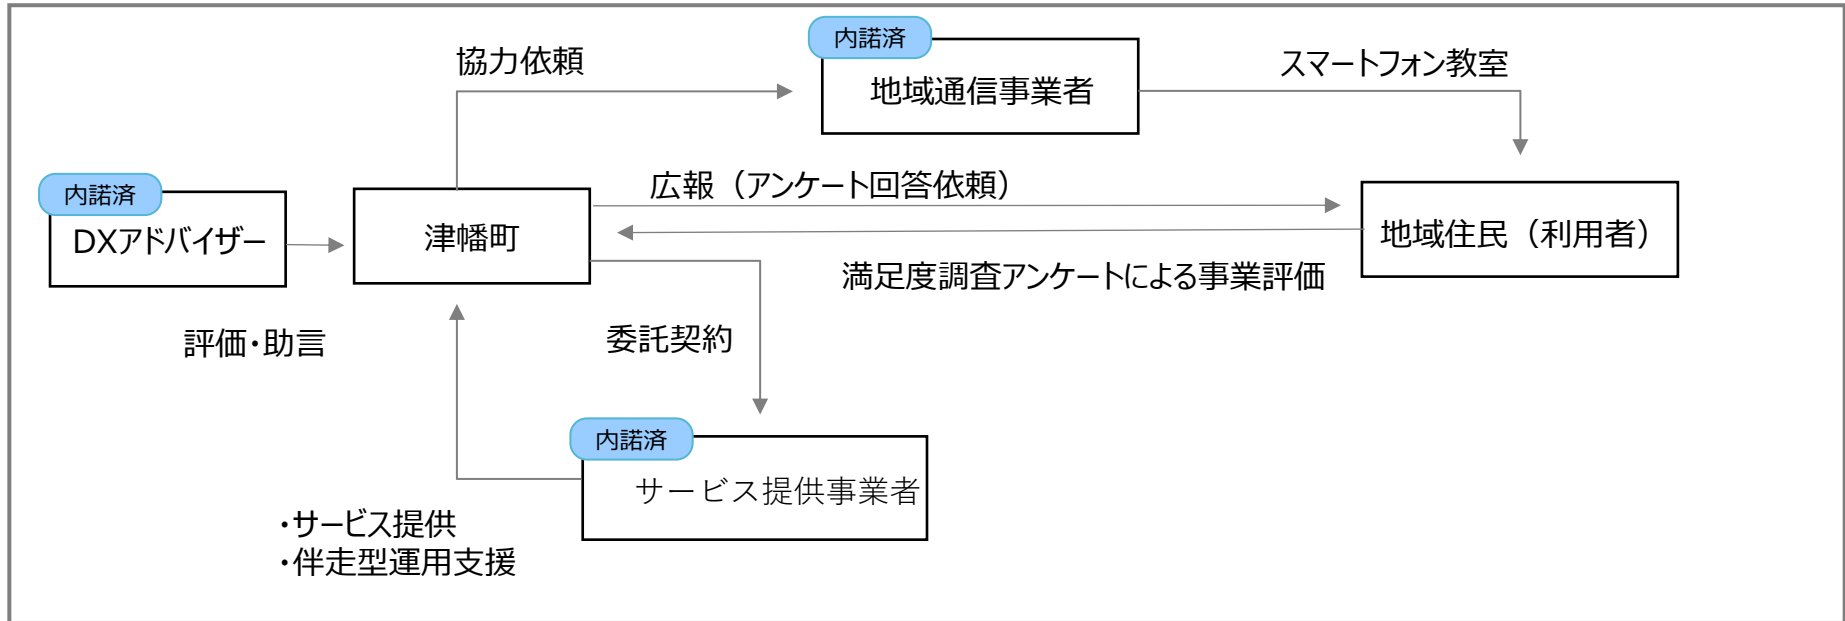 内諾済
協力依頼
地域通信事業者
スマートフォン教室
内諾済
DXアドバイザー
津幡町
広報（アンケート回答依頼）
地域住民（利用者）
満足度調査アンケートによる事業評価
評価・助言
委託契約
内諾済
サービス提供事業者
・サービス提供
・伴走型運用支援